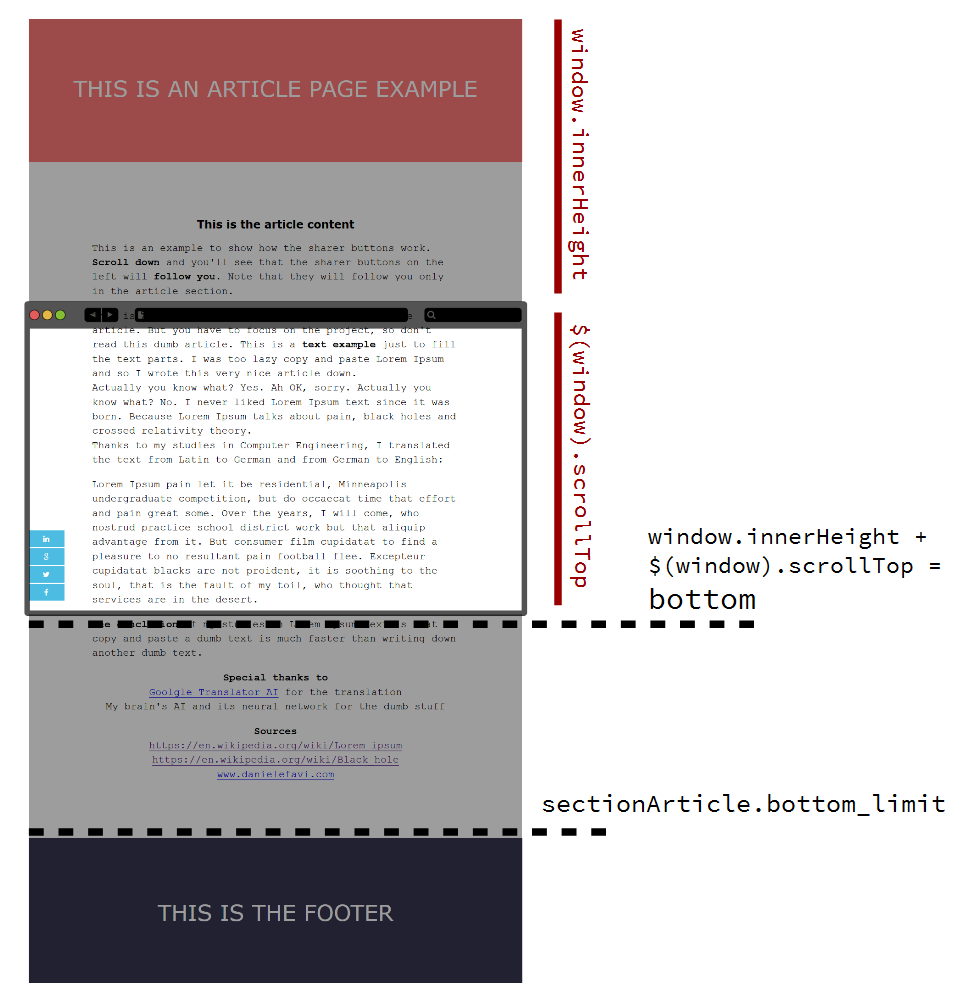 THIS IS AN ARTICLE PAGE EXAMPLE
This is the article content
This is an example to show how the sharer buttons work.
Scroll down and you'll see that the sharer buttons on the
left will follow you. Note that they will follow you only
in the article section.
is
article. But you have to focus on the project, so don't
read this dumb article. This is a text example just to fill
the text parts. I was too lazy copy and paste Lorem Ipsum
and so I wrote this very nice article down.
Actually you know what? Yes. Ah OK, sorry. Actually you
know what? No. I never liked Lorem Ipsum text since it was
born. Because Lorem Ipsum talks about pain, black holes and
crossed relativity theory.
Thanks to my studies in Computer Engineering, I translated
the text from Latin to German and from German to English:
Lorem Ipsum pain let it be residential, Minneapolis
undergraduate competition, but do occaecat time that effort
and pain great some. Over the years, I will come, who
nostrud practice school district work but that aliquip
advantage from it. But consumer film cupidatat to find a
pleasure to no resultant pain football flee. Excepteur
cupidatat blacks are not proident, it is soothing to the
soul, that is the fault of my toil, who thought that
services are in the desert.
in
g
f
copy and paste a dumb text is much faster than writing down
another dumb text.
Special thanks to
Goolgle Translator AI for the translation
My brain's AI and its neural network for the dumb stuff
Sources
https://en.wikipedia.org/wiki/Lorem_ipsum
https://en.wikipedia.org/wiki/Black_hole
www.danielefavi.com
THIS IS THE FOOTER
window.innerHeight
$(window).scrollTop
window.innerHeight +
$(window).scrollTop =
bottom
sectionArticle.bottom_limit